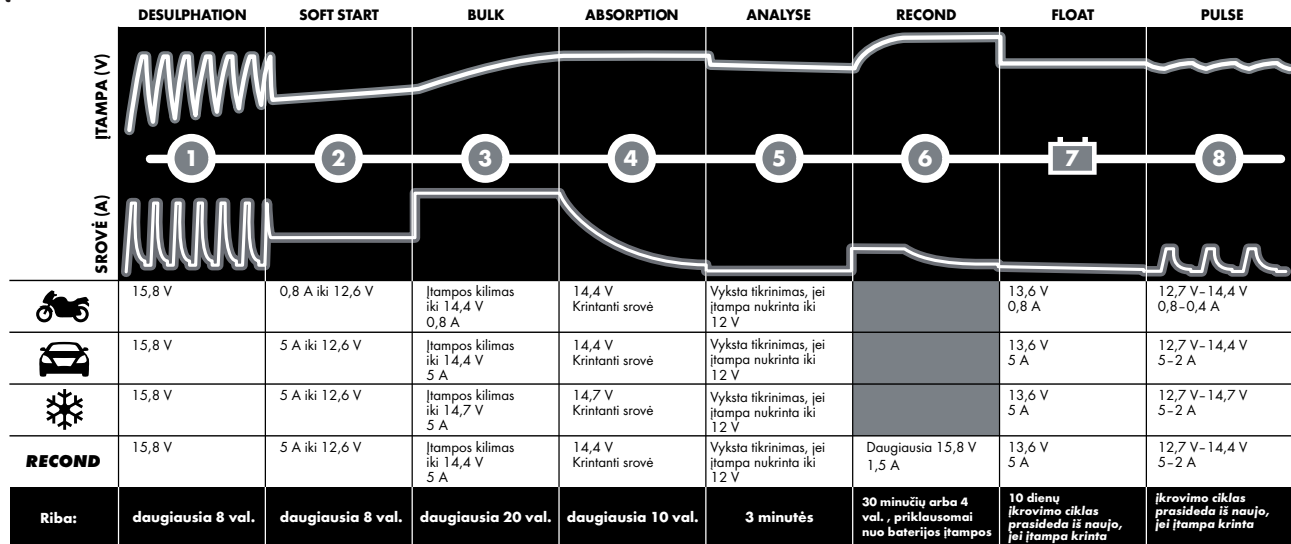 DESULPHATION SOFT START BULK ABSORPTION ANALYSE RECOND FLOAT PULSE
ĮTAMPA (V)
1 2 3 4 5 6 7 8
SROVĖ (A)
15,8 V
0,8 A iki 12,6 V
Įtampos kilimas
iki 14,4 V
0,8 A
14,4 V
Krintanti srovė
Vyksta tikrinimas, jei
įtampa nukrinta iki
12 V
13,6 V
0,8 A
12,7 V–14,4 V
0,8–0,4 A
15,8 V
5 A iki 12,6 V
Įtampos kilimas
iki 14,4 V
5 A
14,4 V
Krintanti srovė
Vyksta tikrinimas, jei
įtampa nukrinta iki
12 V
13,6 V
5 A
12,7 V–14,4 V
5–2 A
15,8 V
5 A iki 12,6 V
Įtampos kilimas
iki 14,7 V
5 A
14,7 V
Krintanti srovė
Vyksta tikrinimas, jei
įtampa nukrinta iki
12 V
13,6 V
5 A
12,7 V–14,7 V
5–2 A
RECOND
15,8 V
5 A iki 12,6 V
Įtampos kilimas
iki 14,4 V
5 A
14,4 V
Krintanti srovė
Vyksta tikrinimas, jei
įtampa nukrinta iki
12 V
Daugiausia 15,8 V
1,5 A
13,6 V
5 A
12,7 V–14,4 V
5–2 A
Riba:
daugiausia 8 val.
daugiausia 8 val.
daugiausia 20 val.
daugiausia 10 val.
3 minutės
30 minučių arba 4
val. , priklausomai
nuo baterijos įtampos
10 dienų
įkrovimo ciklas
prasideda iš naujo,
jei įtampa krinta
įkrovimo ciklas
prasideda iš naujo,
jei įtampa krinta